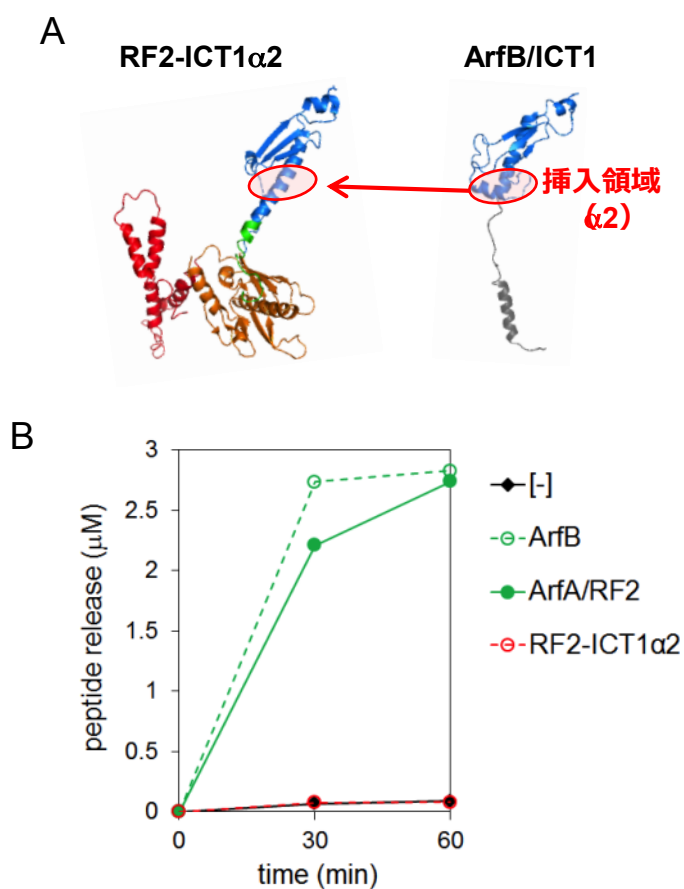 A
RF2-ICT1α2
ArfB/ICT1
挿入領域
(α2)
B
3
2.5
2
1.5
1
0.5
0
0
30
60
peptide release (μM)
time (min)
[-]
ArfB
ArfA/RF2
RF2-ICT1α2